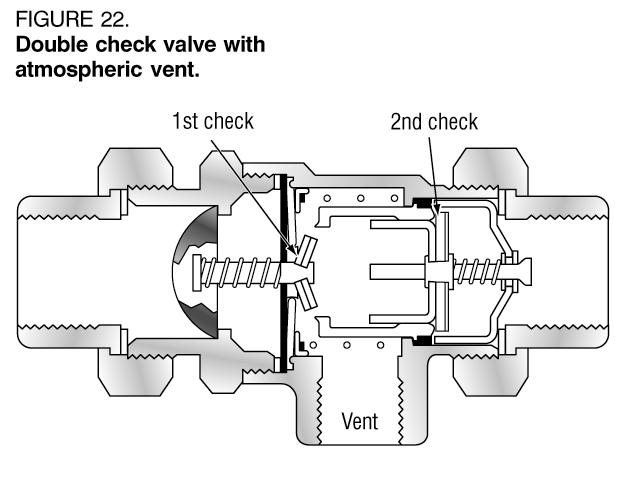 FIGURE 22.
Double check valve with
atmospheric vent.
1st check
2nd check
Vent